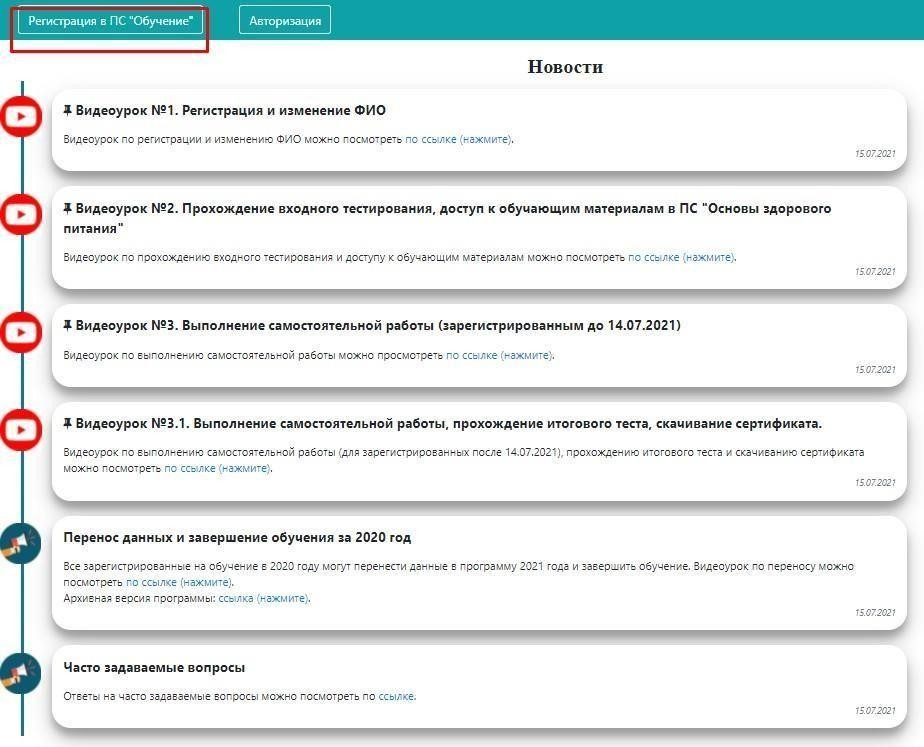 Регистрация в ПС "Обучение"
Авторизация
Новости
Видеоурок №1. Регистрация и изменение ФИО
Видеоурок по регистрации и изменению ФИО можно посмотреть по ссылке (нажмите).
15.07.2021
Видеоурок №2. Прохождение входного тестирования, доступ к обучающим материалам в ПС "Основы здорового
питания"
Видеоурок по прохождению входного тестирования и доступу к обучающим материалам можно посмотреть по ссылке (нажмите).
15.07.2021
Видеоурок №3. Выполнение самостоятельной работы (зарегистрированным до 14.07.2021)
Видеоурок по выполнению самостоятельной работы можно просмотреть по ссылке (нажмите).
15.07.2021
Видеоурок №3.1. Выполнение самостоятельной работы, прохождение итогового теста, скачивание сертификата.
Видеоурок по выполнению самостоятельной работы (для зарегистрированных после 14.07.2021), прохождению итогового теста и скачиванию сертификата
можно посмотреть по ссылке (нажмите).
15.07.2021
Перенос данных и завершение обучения за 2020 год
Все зарегистрированные на обучение в 2020 году могут перенести данные в программу 2021 года и завершить обучение. Видеоурок по переносу можно
посмотреть по ссылке (нажмите).
Архивная версия программы: ссылка (нажмите).
15.07.2021
Часто задаваемые вопросы
Ответы на часто задаваемые вопросы можно посмотреть по ссылке.
15.07.2021